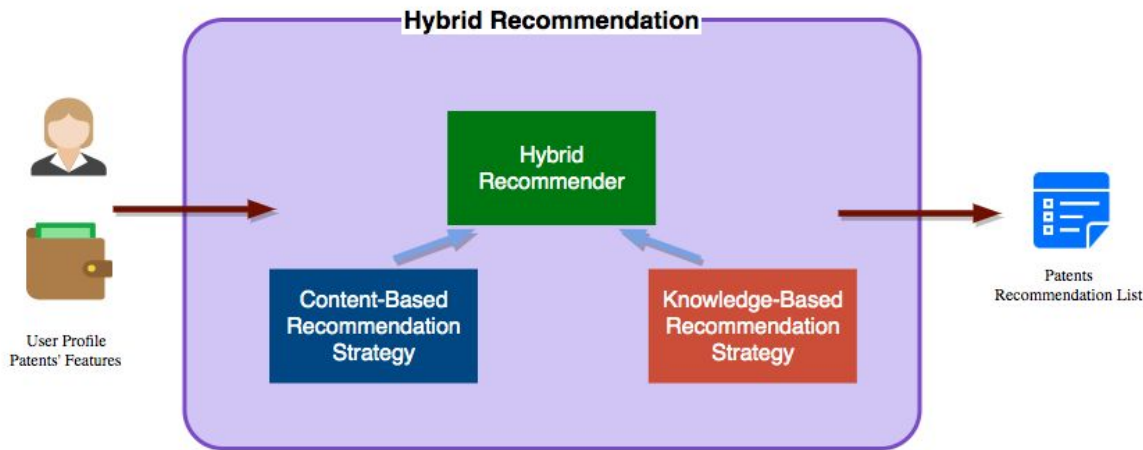 Hybrid Recommendation
Hybrid
Recommender
Content-Based
Recommendation
Strategy
Knowledge-Based
Recommendation
Strategy
User Profile
Patents' Features
Patents
Recommendation List